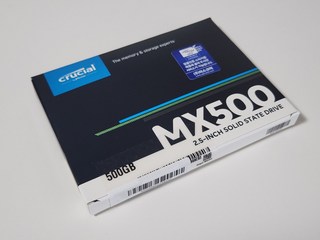 crucial
The memory & storage experts
MX500
2.5-INCH SOLID STATE DRIVE
500GB